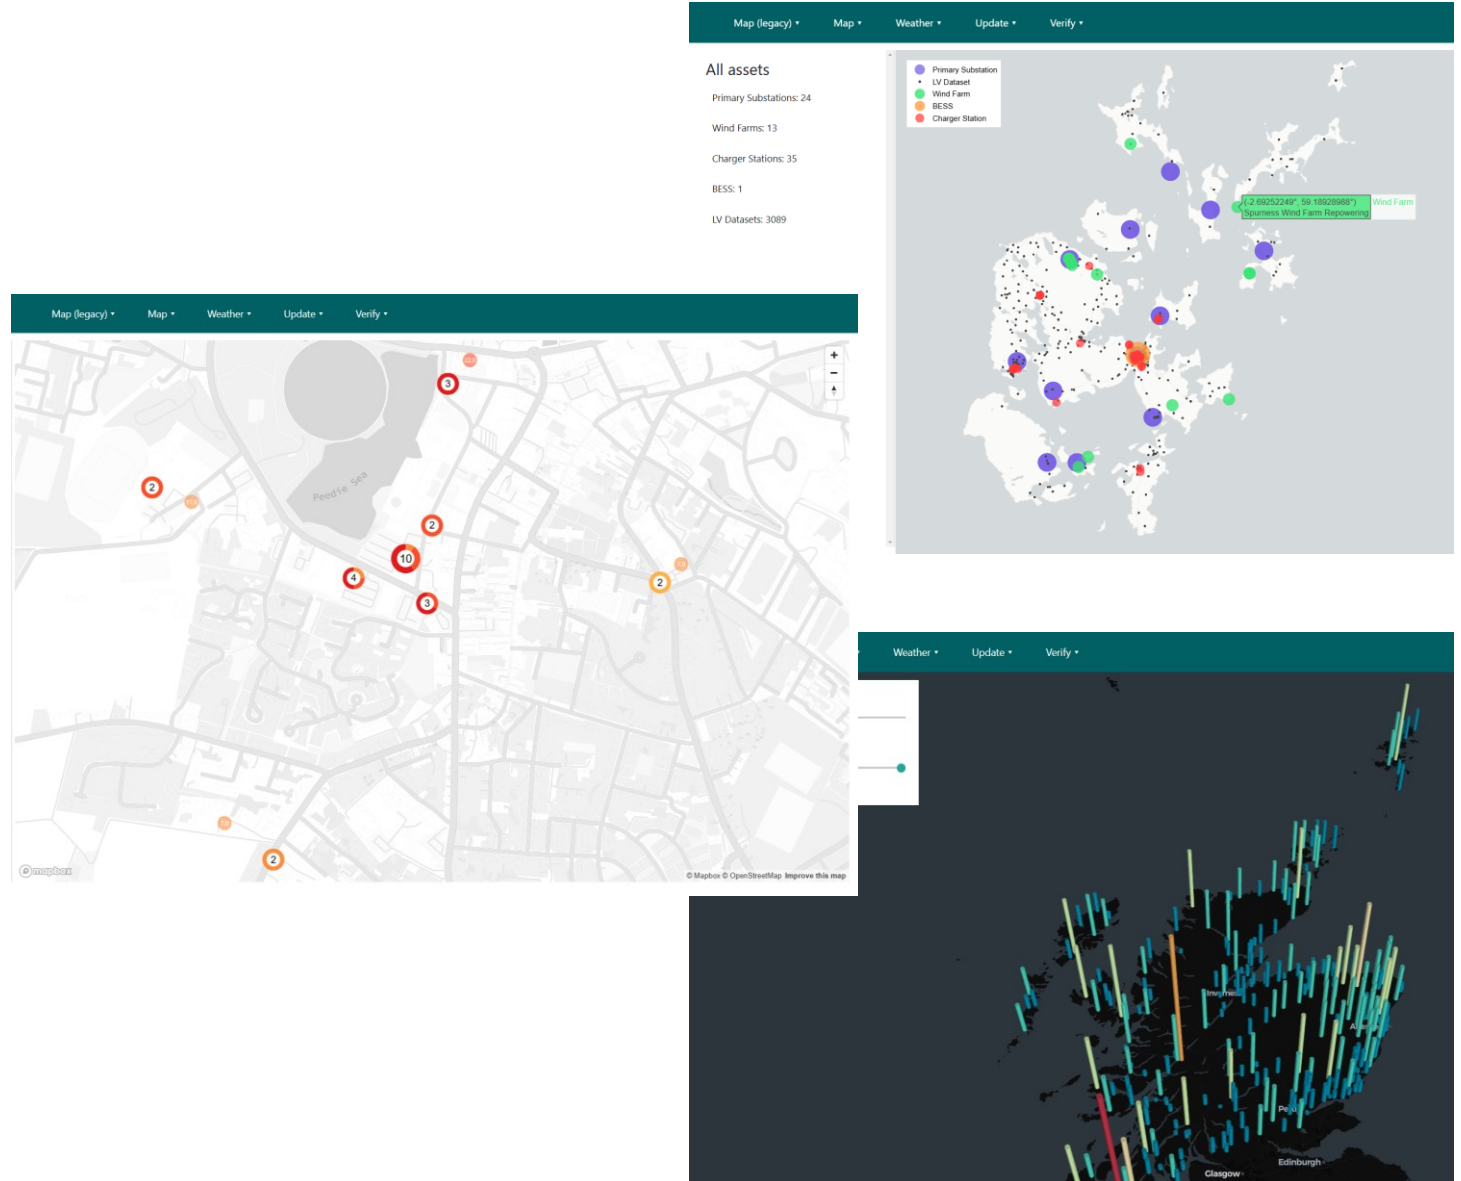 Map (legacy) ▾ Map ▾ Weather ▾ Update ▾ Verify ▾
All assets
Primary Substations: 24
Wind Farms: 13
Charger Stations: 35
BESS: 1
LV Datasets: 3089
Primary Substation
LV Dataset
Wind Farm
BESS
Charger Station
(-2.69252249°, 59.18928988°) Wind Farm
Spurness Wind Farm Repowering
Map (legacy) ▾ Map ▾ Weather ▾ Update ▾ Verify ▾
3
2
Peedie Sea
2
10
4
3
2
2
mapbox
© Mapbox © OpenStreetMap Improve this map
Weather ▾ Update ▾ Verify ▾
Edinburgh
Glasgow